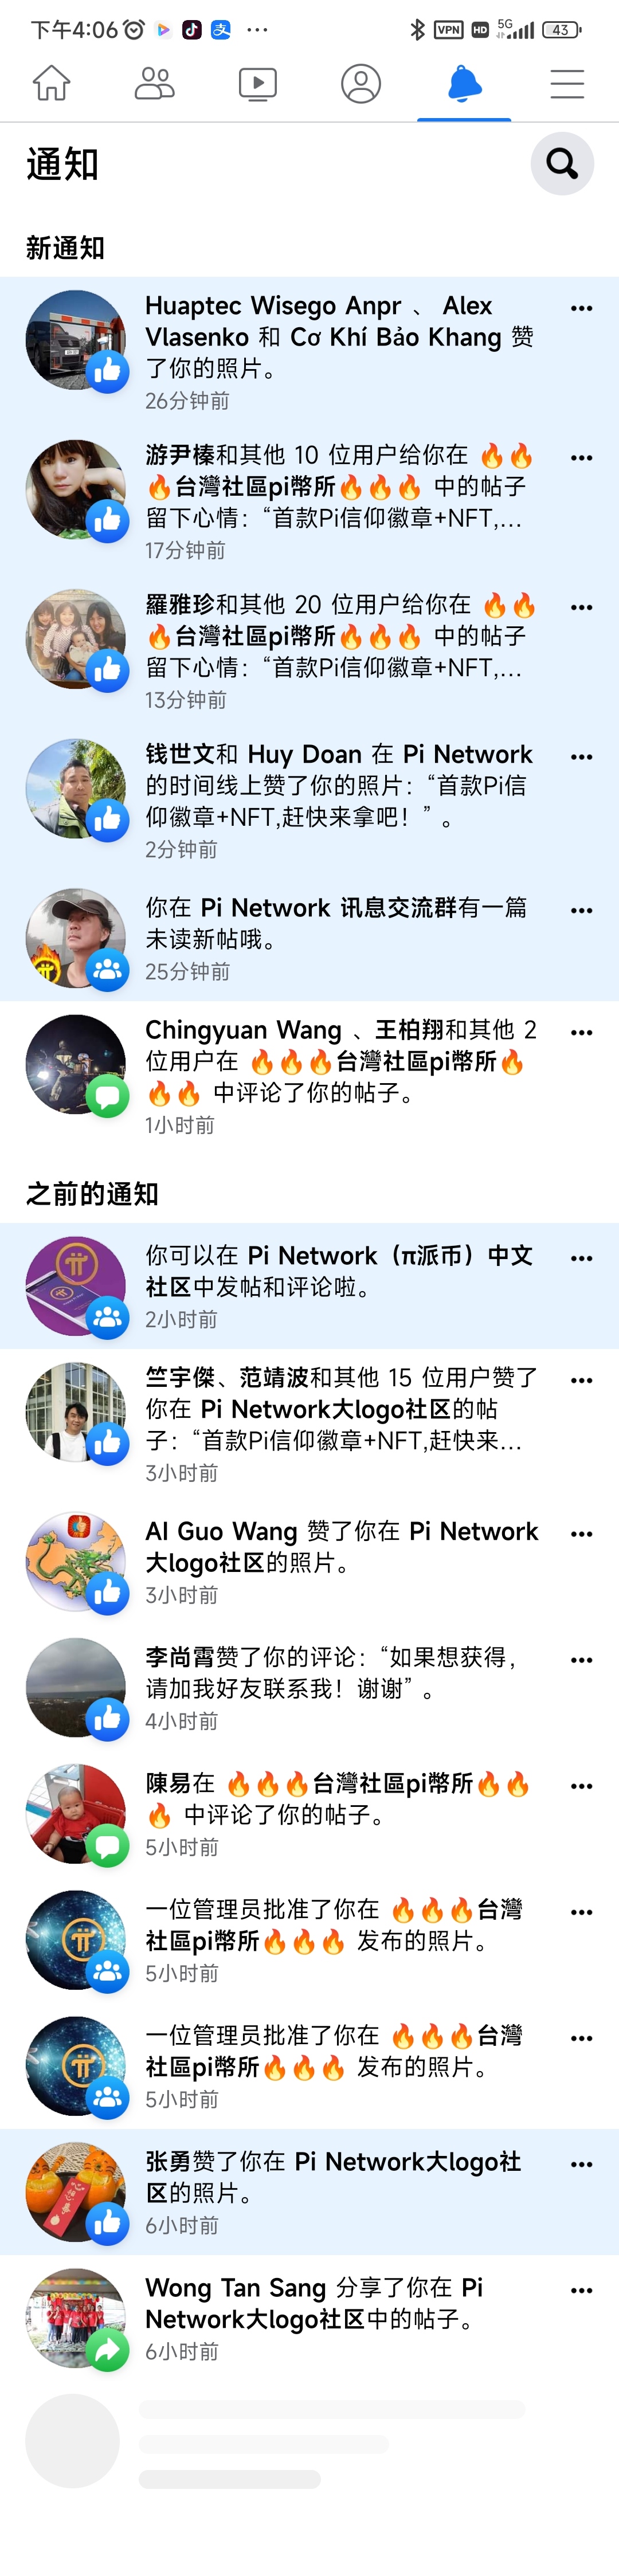 下午4:06 ... VPN HD 5G 43
通知
新通知
Huaptec Wisego Anpr 、 Alex
Vlasenko 和 Cơ Khí Bảo Khang 赞
了你的照片。
26分钟前
游尹榛和其他 10 位用户给你在 🔥🔥
🔥台灣社區pi幣所🔥🔥🔥 中的帖子
留下心情：“首款Pi信仰徽章+NFT,...
17分钟前
羅雅珍和其他 20 位用户给你在 🔥🔥
🔥台灣社區pi幣所🔥🔥🔥 中的帖子
留下心情：“首款Pi信仰徽章+NFT,...
13分钟前
钱世文和 Huy Doan 在 Pi Network
的时间线上赞了你的照片：“首款Pi信
仰徽章+NFT,赶快来拿吧！” 。
2分钟前
你在 Pi Network 讯息交流群有一篇
未读新帖哦。
25分钟前
Chingyuan Wang 、王柏翔和其他 2
位用户在 🔥🔥🔥台灣社區pi幣所🔥
🔥🔥 中评论了你的帖子。
1小时前
之前的通知
你可以在 Pi Network（π派币）中文
社区中发帖和评论啦。
2小时前
竺宇傑、范靖波和其他 15 位用户赞了
你在 Pi Network大logo社区的帖
子：“首款Pi信仰徽章+NFT,赶快来...
3小时前
AI Guo Wang 赞了你在 Pi Network
大logo社区的照片。
3小时前
李尚霄赞了你的评论：“如果想获得，
请加我好友联系我！谢谢” 。
4小时前
陳易在 🔥🔥🔥台灣社區pi幣所🔥🔥
🔥 中评论了你的帖子。
5小时前
一位管理员批准了你在 🔥🔥🔥台灣
社區pi幣所🔥🔥🔥 发布的照片。
5小时前
一位管理员批准了你在 🔥🔥🔥台灣
社區pi幣所🔥🔥🔥 发布的照片。
5小时前
张勇赞了你在 Pi Network大logo社
区的照片。
6小时前
Wong Tan Sang 分享了你在 Pi
Network大logo社区中的帖子。
6小时前